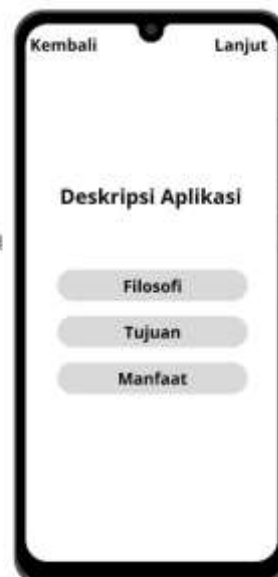 Kembali Lanjut
Deskripsi Aplikasi
Filosofi
Tujuan
Manfaat